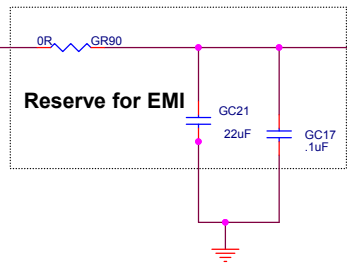 0R GR90
Reserve for EMI
GC21
22uF
GC17
.1uF